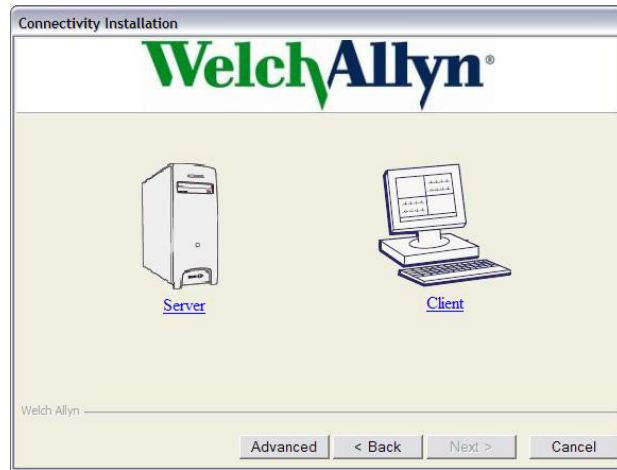 Connectivity Installation
WelchAllyn®
Server
Client
Welch Allyn
Advanced
< Back
Next >
Cancel